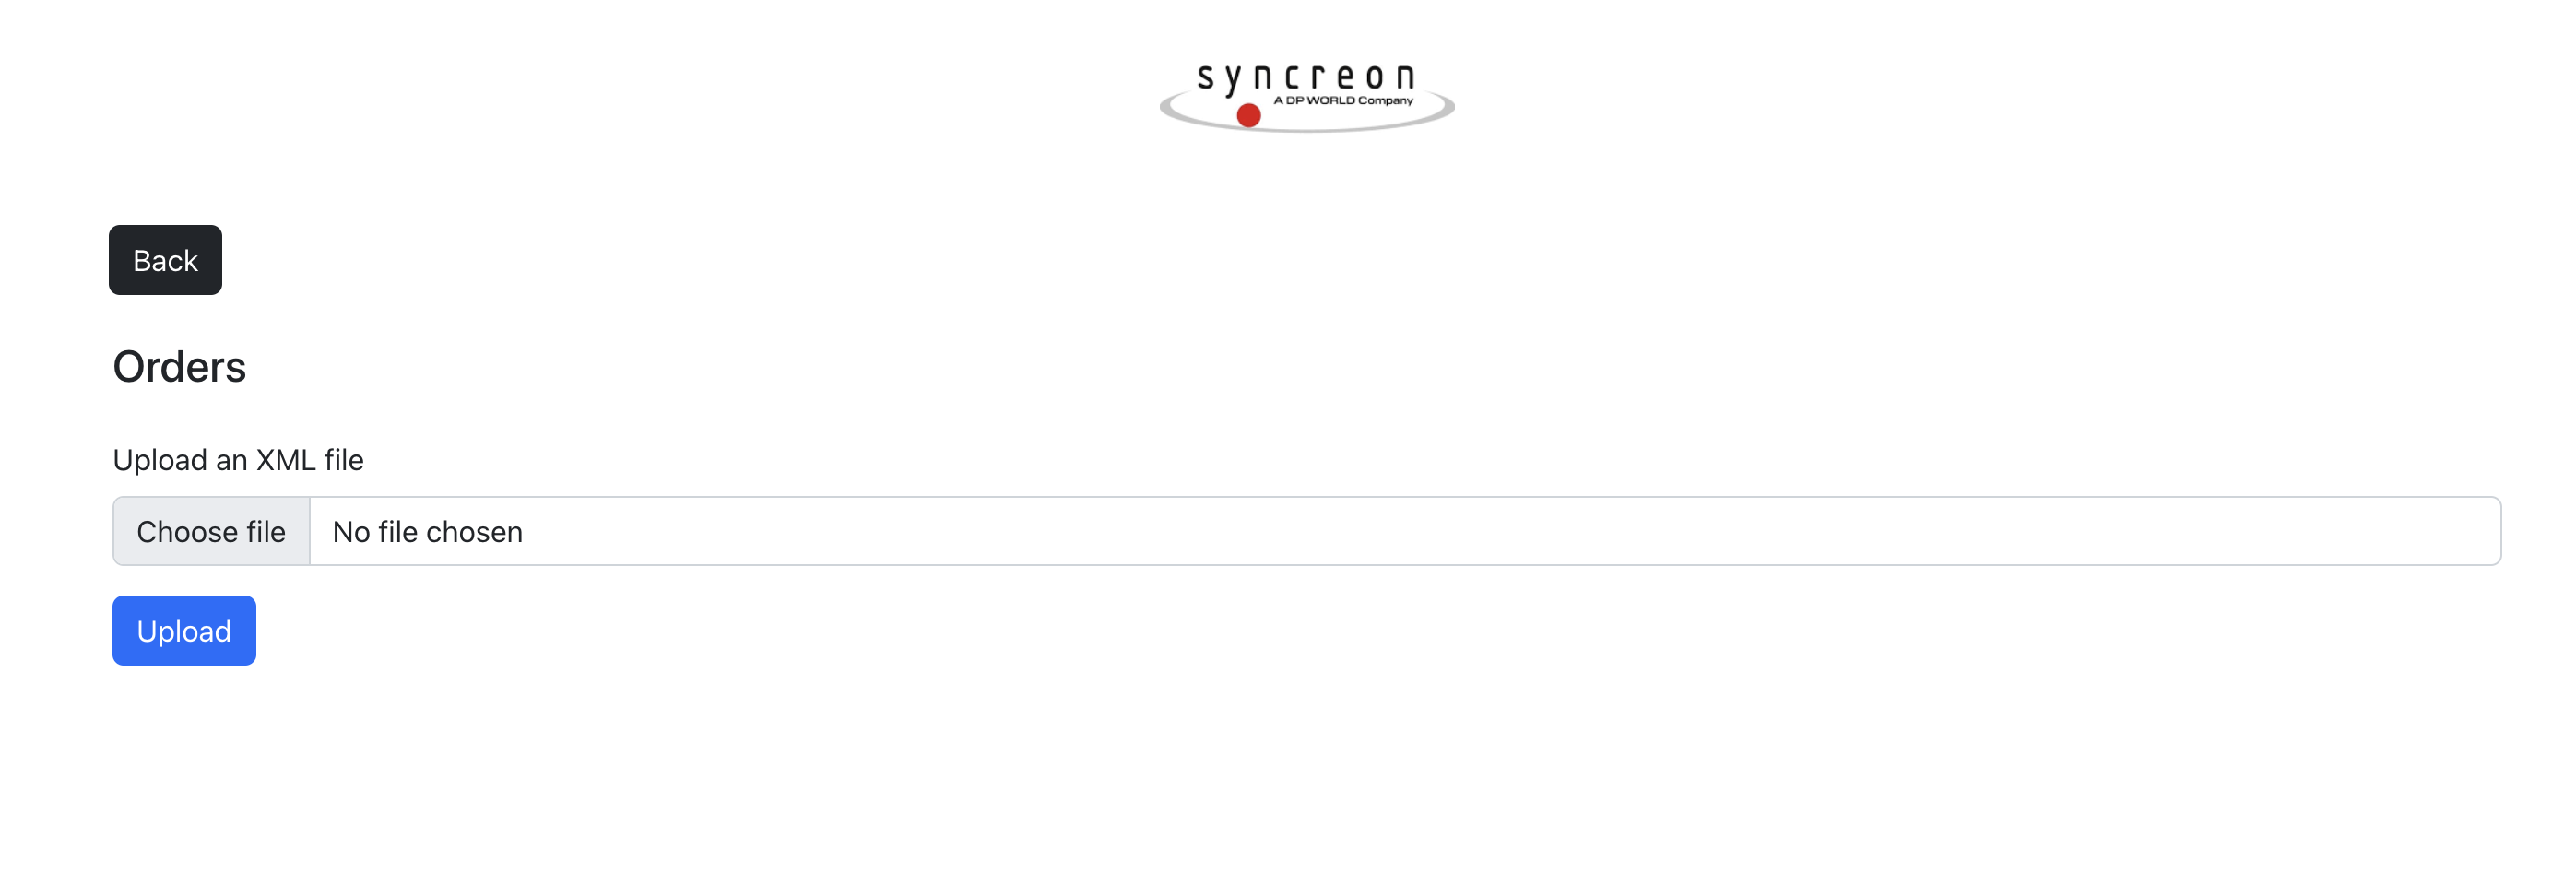 syncreon
A DP WORLD Company
Back
Orders
Upload an XML file
Choose file No file chosen
Upload